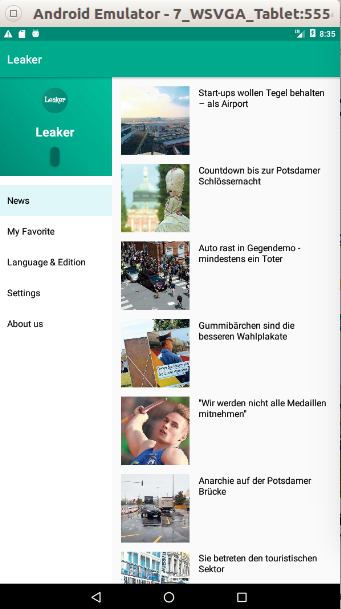 Android Emulator - 7_WSVGA_Tablet:555
8:35
Leaker
Leaker
Leaker
News
My Favorite
Language & Edition
Settings
About us
Start-ups wollen Tegel behalten
– als Airport
Countdown bis zur Potsdamer
Schlössernacht
Auto rast in Gegendemo -
mindestens ein Toter
Gummibärchen sind die
besseren Wahlplakate
"Wir werden nicht alle Medaillen
mitnehmen"
Anarchie auf der Potsdamer
Brücke
Sie betreten den touristischen
Sektor